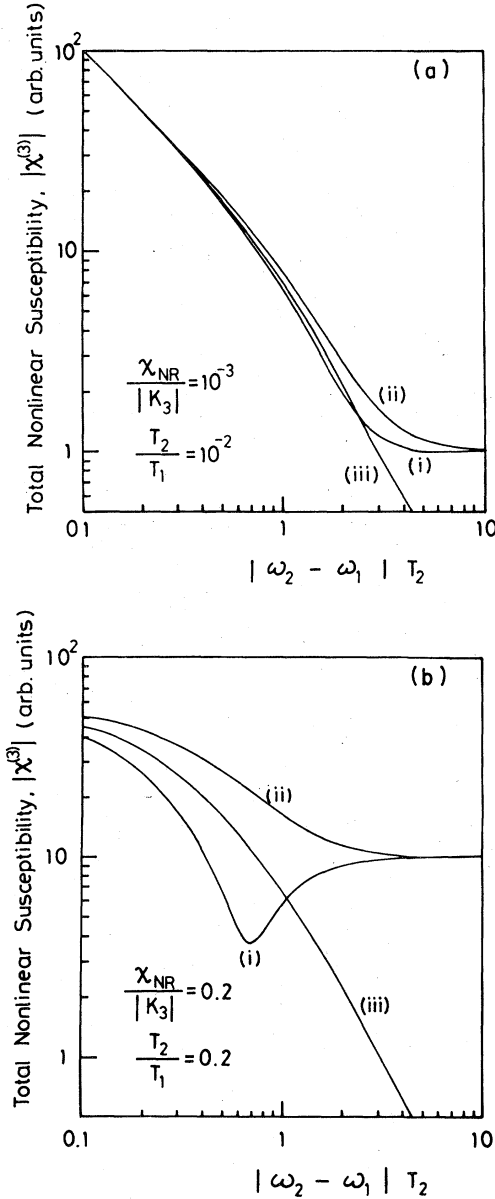 (a)
Total Nonlinear Susceptibility, |χ⁽³⁾| (arb. units)
10²
10
1
χNR / |K₃| = 10⁻³
T₂ / T₁ = 10⁻²
(ii)
(i)
(iii)
01 1 10
| ω₂ − ω₁ | T₂
(b)
Total Nonlinear Susceptibility, |χ⁽³⁾| (arb. units)
10²
10
1
(ii)
(i)
(iii)
χNR / |K₃| = 0.2
T₂ / T₁ = 0.2
0.1 1 10
| ω₂ − ω₁ | T₂